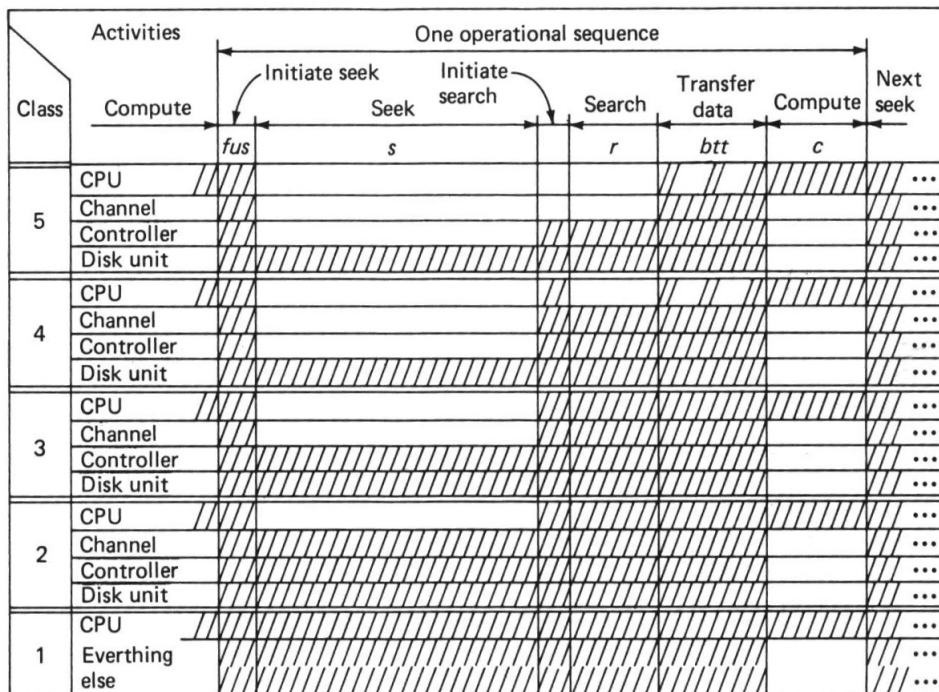 Activities
One operational sequence
Initiate seek
Initiate
search
Next
seek
Class
Compute
Seek
Search
Transfer
data
Compute
fus
s
r
btt
c
5
CPU
...
Channel
...
Controller
...
Disk unit
...
4
CPU
...
Channel
...
Controller
...
Disk unit
...
3
CPU
...
Channel
...
Controller
...
Disk unit
...
2
CPU
...
Channel
...
Controller
...
Disk unit
...
1
CPU
...
Everthing
...
else
...